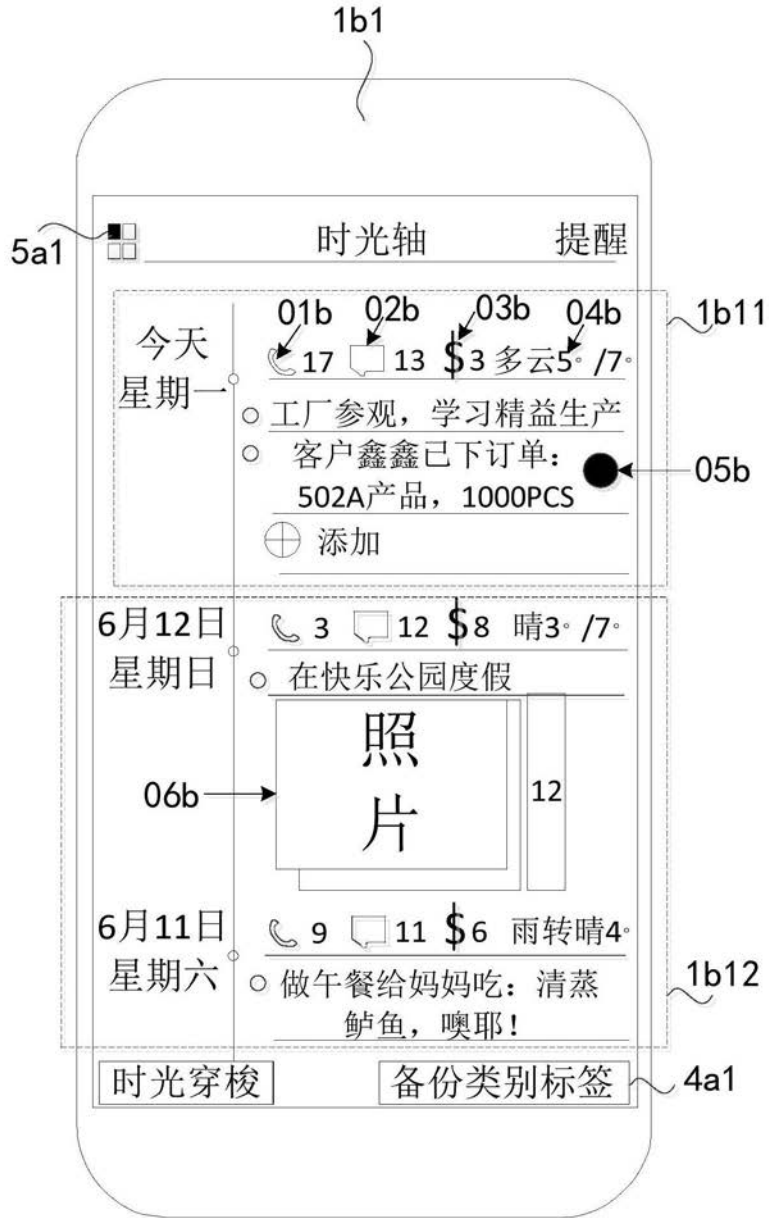 1b1
5a1
时光轴 提醒
1b11
01b 02b 03b 04b
今天
星期一
17 13 $3 多云5° /7°
工厂参观，学习精益生产
客户鑫鑫已下订单：
502A产品，1000PCS
05b
添加
6月12日
星期日
3 12 $8 晴3° /7°
在快乐公园度假
照
片
12
06b
6月11日
星期六
9 11 $6 雨转晴4°
做午餐给妈妈吃：清蒸
鲈鱼，噢耶！
1b12
时光穿梭 备份类别标签
4a1